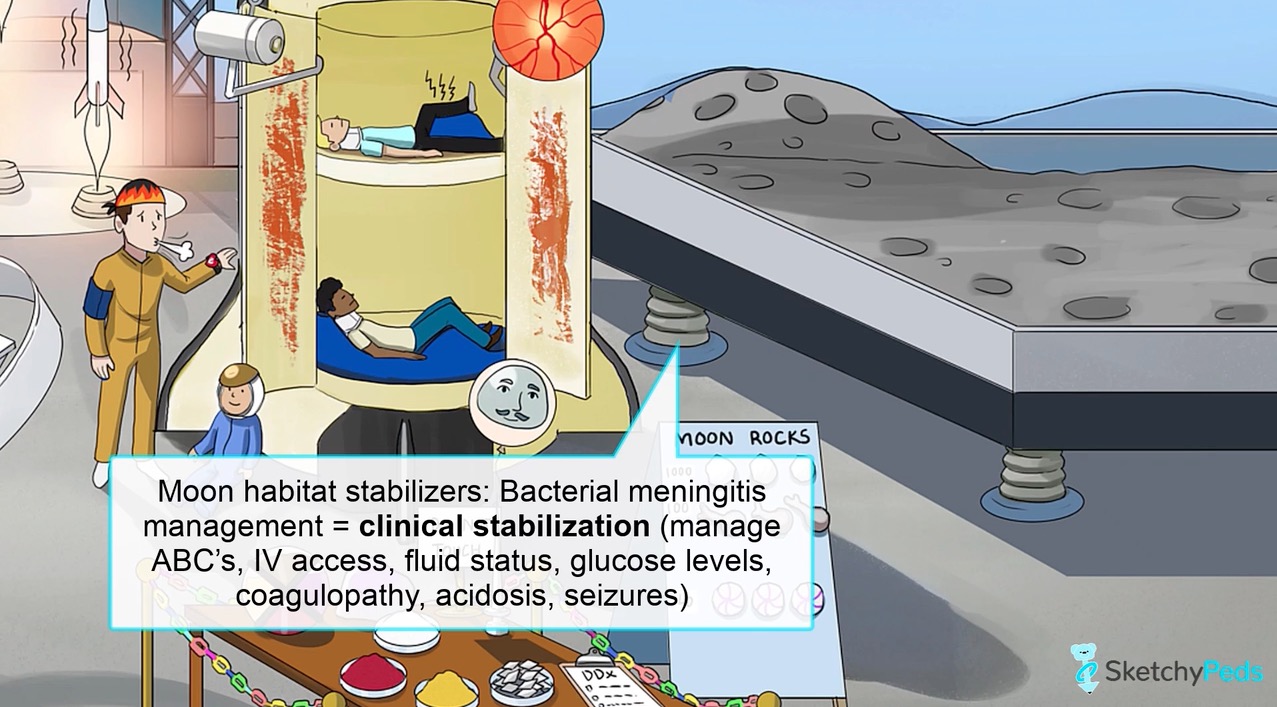 MOON ROCKS
1000
Moon habitat stabilizers: Bacterial meningitis
management = clinical stabilization (manage
ABC’s, IV access, fluid status, glucose levels,
coagulopathy, acidosis, seizures)
DDx
SketchyPeds